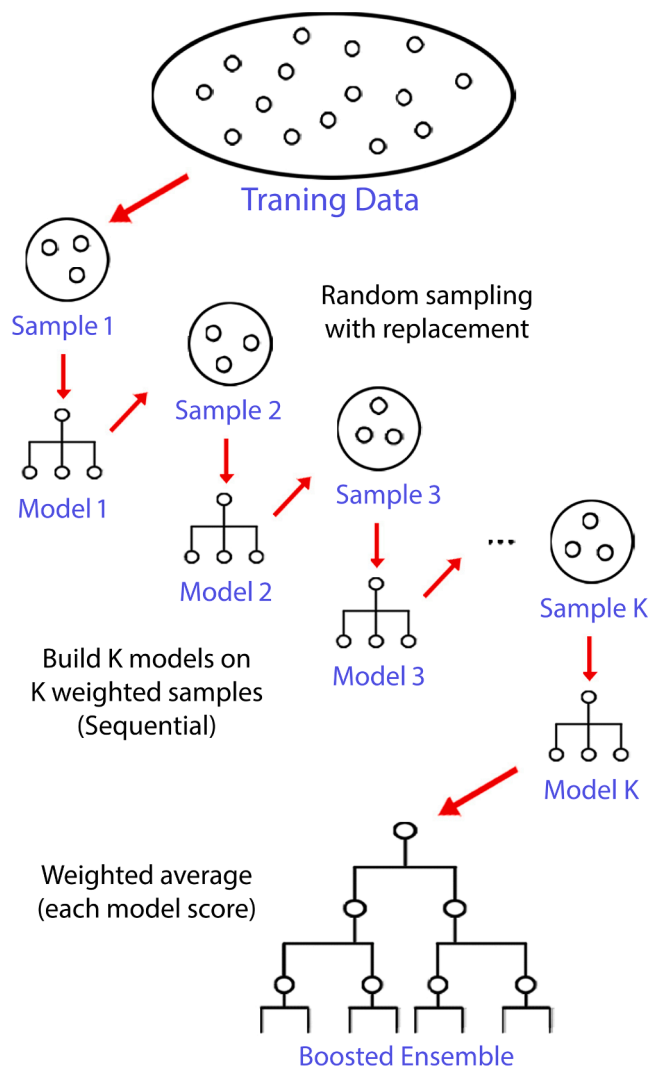 Traning Data
Sample 1
Random sampling
with replacement
Sample 2
Model 1
Sample 3
Model 2
...
Sample K
Build K models on
K weighted samples
(Sequential)
Model 3
Model K
Weighted average
(each model score)
Boosted Ensemble